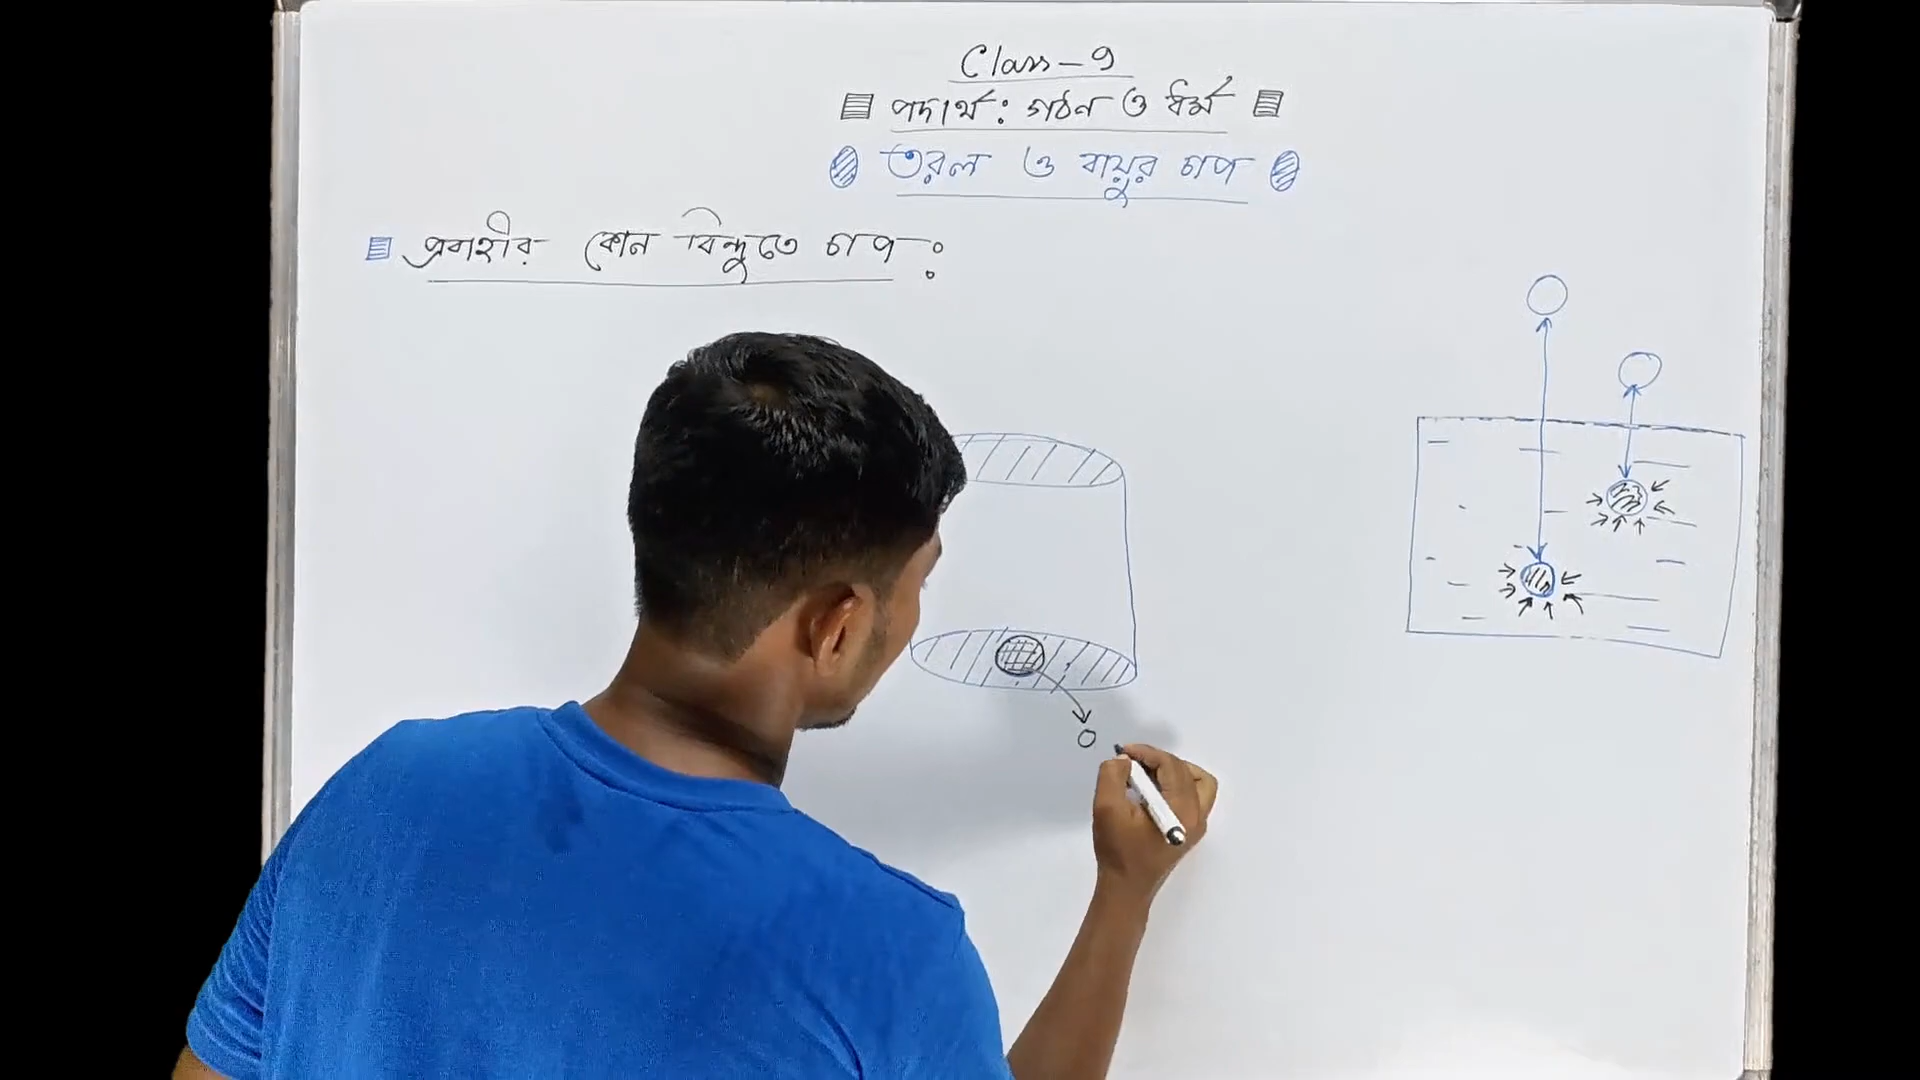 Class - 9
পদার্থ : গঠন ও ধর্ম
তরল ও বায়ুর চাপ
প্রবাহীর কোন বিন্দুতে চাপ :
O